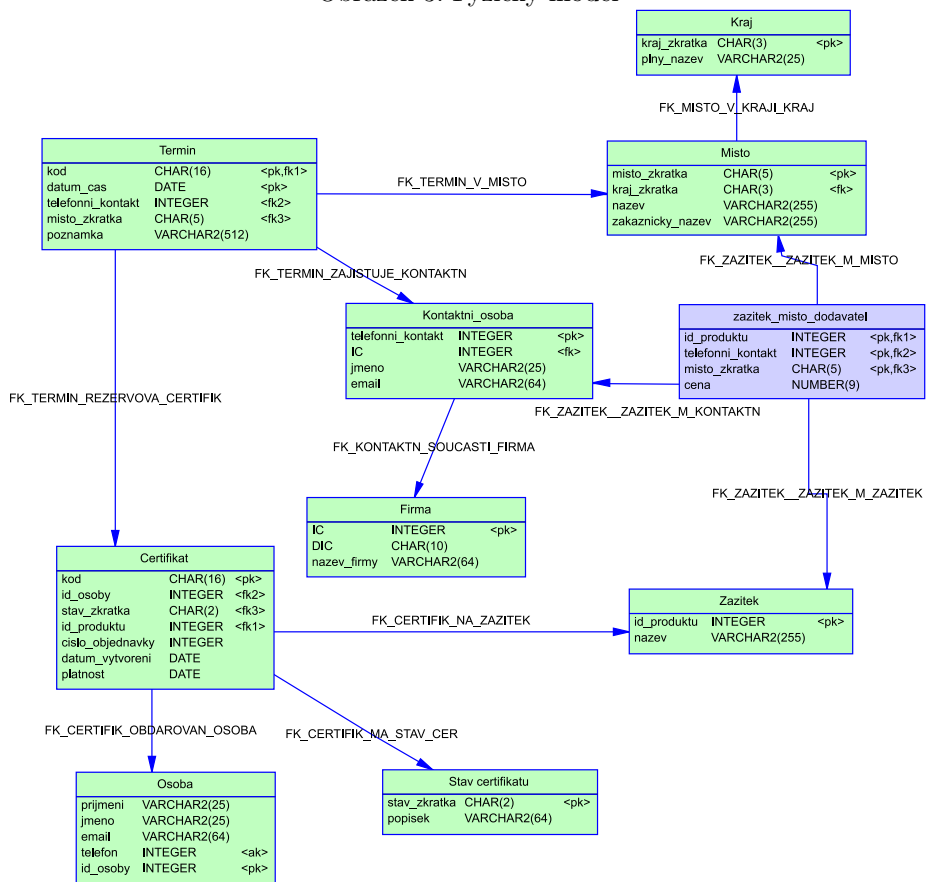 Obrázek 3: Fyzický model
Kraj
kraj_zkratka CHAR(3) <pk>
plny_nazev VARCHAR2(25)
FK_MISTO_V_KRAJI_KRAJ
Termin
kod CHAR(16) <pk,fk1>
datum_cas DATE <pk>
telefonni_kontakt INTEGER <fk2>
misto_zkratka CHAR(5) <fk3>
poznamka VARCHAR2(512)
FK_TERMIN_V_MISTO
Misto
misto_zkratka CHAR(5) <pk>
kraj_zkratka CHAR(3) <fk>
nazev VARCHAR2(255)
zakaznicky_nazev VARCHAR2(255)
FK_ZAZITEK__ZAZITEK_M_MISTO
FK_TERMIN_ZAJISTUJE_KONTAKTN
Kontaktni_osoba
telefonni_kontakt INTEGER <pk>
IC INTEGER <fk>
jmeno VARCHAR2(25)
email VARCHAR2(64)
zazitek_misto_dodavatel
id_produktu INTEGER <pk,fk1>
telefonni_kontakt INTEGER <pk,fk2>
misto_zkratka CHAR(5) <pk,fk3>
cena NUMBER(9)
FK_TERMIN_REZERVOVA_CERTIFIK
FK_ZAZITEK__ZAZITEK_M_KONTAKTN
FK_KONTAKTN_SOUCASTI_FIRMA
FK_ZAZITEK__ZAZITEK_M_ZAZITEK
Firma
IC INTEGER <pk>
DIC CHAR(10)
nazev_firmy VARCHAR2(64)
Certifikat
kod CHAR(16) <pk>
id_osoby INTEGER <fk2>
stav_zkratka CHAR(2) <fk3>
id_produktu INTEGER <fk1>
cislo_objednavky INTEGER
datum_vytvoreni DATE
platnost DATE
FK_CERTIFIK_NA_ZAZITEK
Zazitek
id_produktu INTEGER <pk>
nazev VARCHAR2(255)
FK_CERTIFIK_OBDAROVAN_OSOBA
FK_CERTIFIK_MA_STAV_CER
Osoba
prijmeni VARCHAR2(25)
jmeno VARCHAR2(25)
email VARCHAR2(64)
telefon INTEGER <ak>
id_osoby INTEGER <pk>
Stav certifikatu
stav_zkratka CHAR(2) <pk>
popisek VARCHAR2(64)